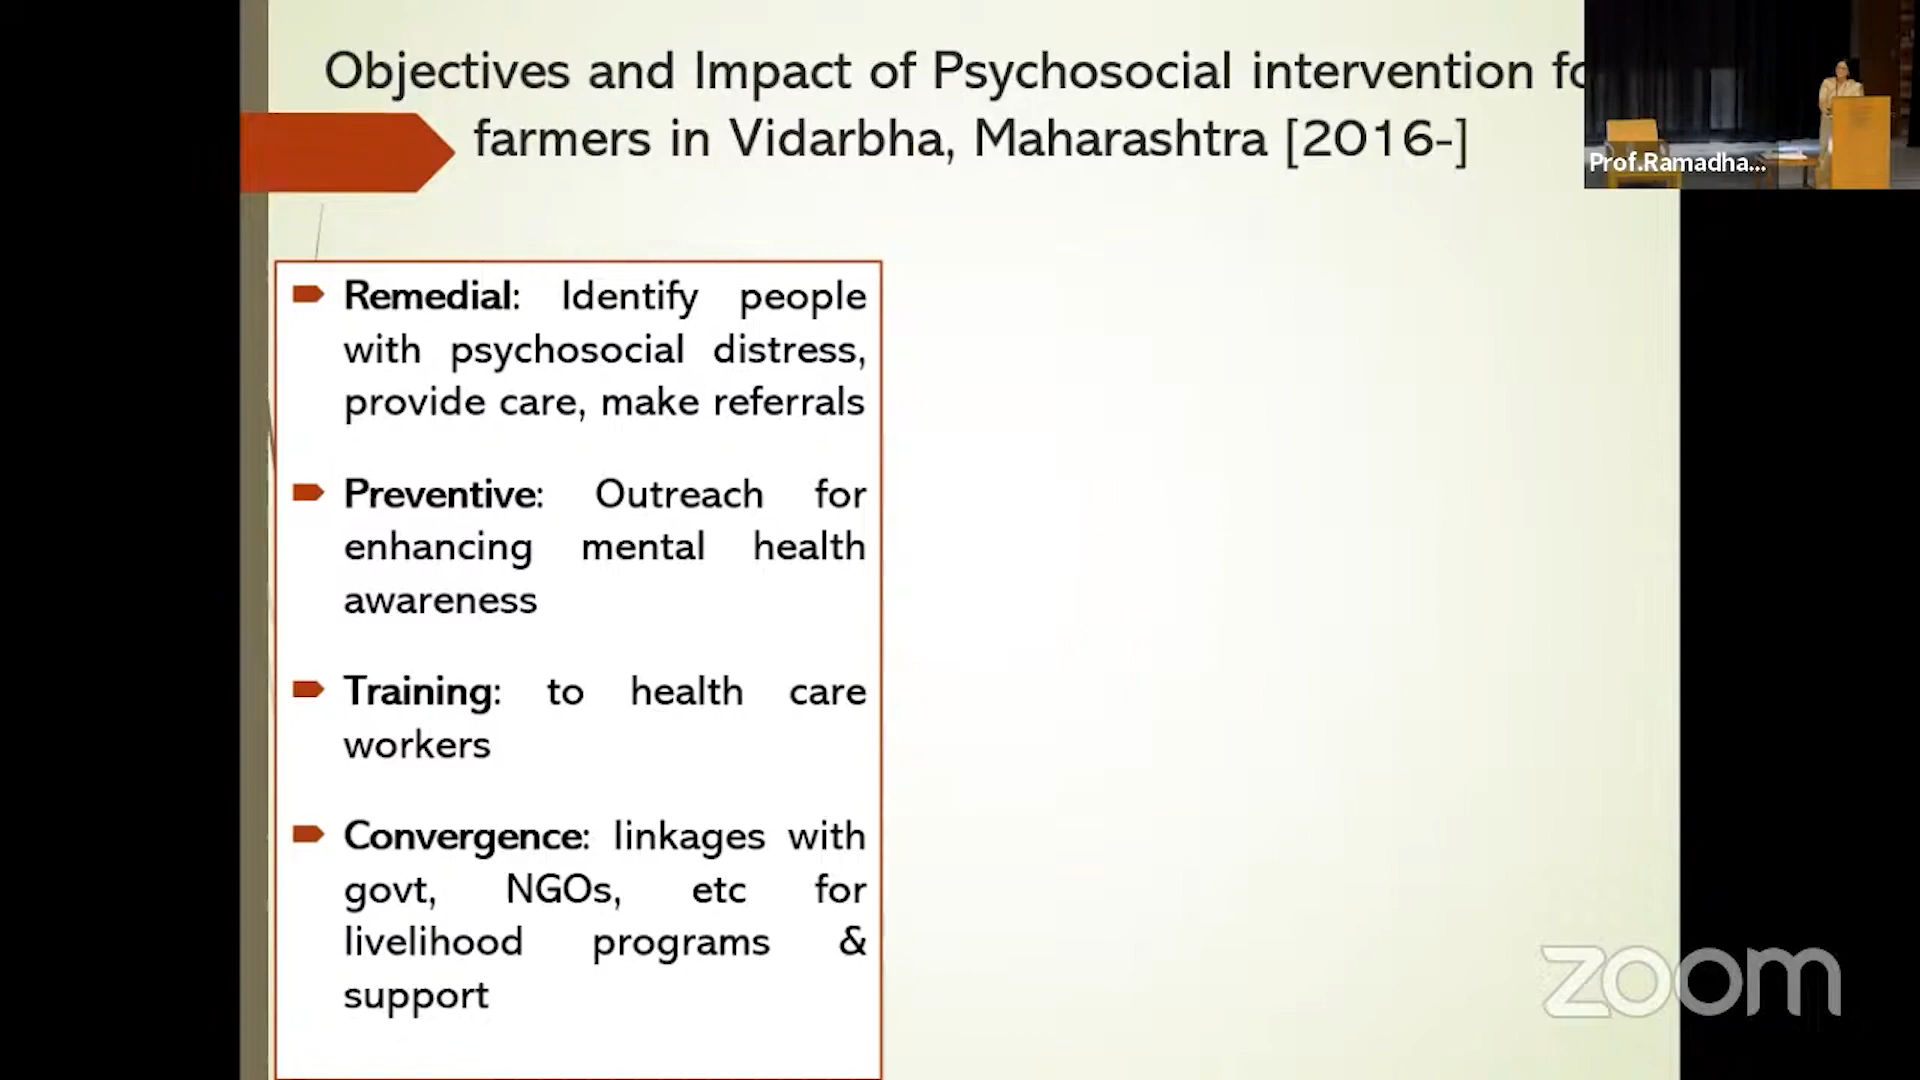 Objectives and Impact of Psychosocial intervention fo
farmers in Vidarbha, Maharashtra [2016-]
Prof.Ramadha...
Remedial: Identify people
with psychosocial distress,
provide care, make referrals
Preventive: Outreach for
enhancing mental health
awareness
Training: to health care
workers
Convergence: linkages with
govt, NGOs, etc for
livelihood programs &
support
zoom